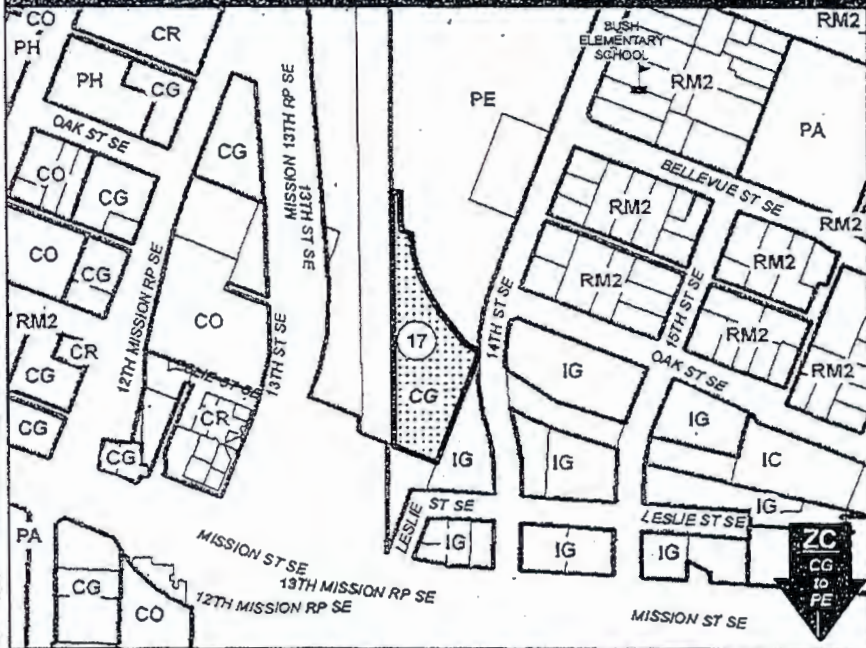 CO
CR
RM2
PH
BUSH
ELEMENTARY
SCHOOL
PH
CG
RM2
PE
PA
OAK ST SE
CG
MISSION 13TH RP SE
13TH ST SE
BELLEVUE ST SE
CO
CG
RM2
RM2
CO
CG
RM2
RM2
12TH MISSION RP SE
CO
14TH ST SE
15TH ST SE
RM2
CR
13TH ST SE
17
RM2
OAK ST SE
CG
LESLIE ST SE
CG
IG
RM2
CG
CR
IG
CG
IG
IG
IC
IG
LESLIE
ST SE
LESLIE ST SE
PA
MISSION ST SE
IG
IG
IG
ZC
CG
to
PE
CG
13TH MISSION RP SE
12TH MISSION RP SE
CO
MISSION ST SE